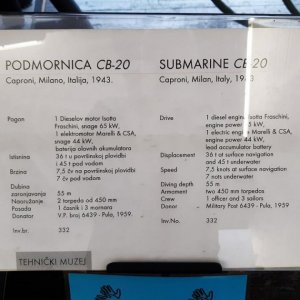 PODMORNICA CB-20
Caproni, Milano, Italija, 1943.
Pogon 1 Dieselov motor Isotta
Fraschini, snage 65 kW,
1 elektromotor Marelli & CSA,
snage 44 kW,
baterija olovnih akumulatora
Istisnina 36 t u površinskoj plovidbi
i 45 t pod vodom
Brzina 7,5 čv na površinskoj plovidbi
7 čv pod vodom
Dubina
zaranjavanja 55 m
Naoružanje 2 torpeda od 450 mm
Posada 1 časnik i 3 mornara
Donator V.P. broj 6439 - Pula, 1959.
Inv.br. 332
TEHNIČKI MUZEJ
SUBMARINE CB-20
Caproni, Milan, Italy, 1943
Drive 1 diesel engine Isotta Fraschini,
engine power 65 kW,
1 electric engine Marelli & CSA,
engine power 44 kW,
lead accumulator battery
Displacement 36 t at surface navigation
and 45 t undersurface
Speed 7,5 knots at surface navigation
7 knots undersurface
Diving depth 55 m
Armament two 450 mm torpedos
Crew 1 officer and 3 sailors
Donor Military Post 6439 - Pula, 1959.
Inv.No. 332